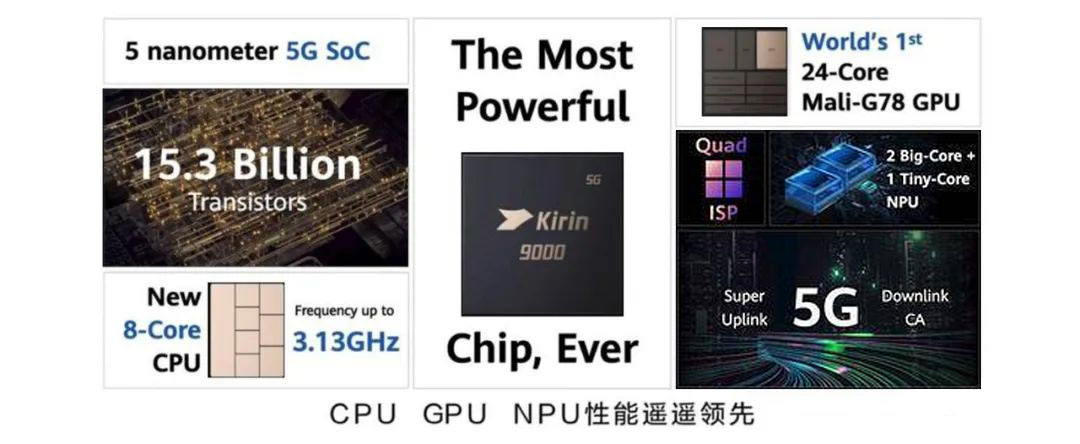 5 nanometer 5G SoC
15.3 Billion
Transistors
New
8-Core
CPU
Frequency up to
3.13GHz
The Most
Powerful
5G
Kirin
9000
Chip, Ever
World's 1st
24-Core
Mali-G78 GPU
Quad
ISP
2 Big-Core +
1 Tiny-Core
NPU
Super
Uplink
5G
Downlink
CA
CPU GPU NPU性能遥遥领先